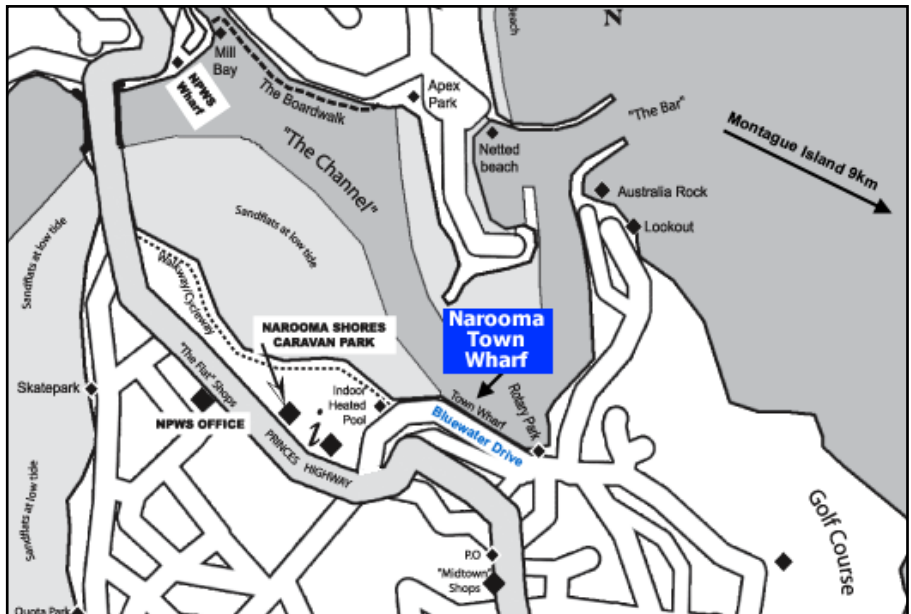 N
Beach
Mill
Bay
NPWS
Wharf
The Boardwalk
Apex
Park
"The Channel"
Netted
beach
"The Bar"
Montague Island 9km
Australia Rock
Lookout
Sandflats at low tide
Sandflats at low tide
Walkway/Cycleway
NAROOMA SHORES
CARAVAN PARK
Narooma
Town
Wharf
Skatepark
"The Flat" Shops
NPWS OFFICE
Indoor
Heated
Pool
i
Town Wharf
Rotary Park
Bluewater Drive
PRINCES HIGHWAY
Sandflats at low tide
Golf Course
P.O
"Midtown"
Shops
Quota Park